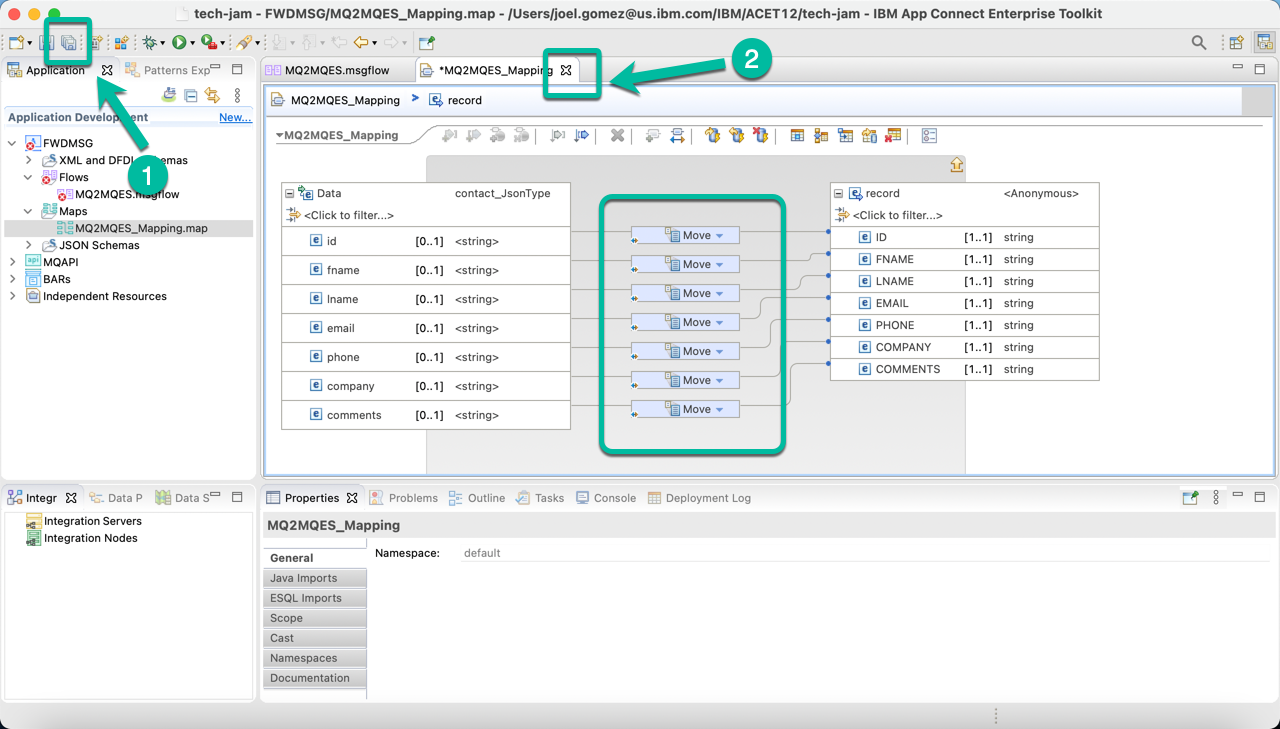 tech-jam - FWDMSG/MQ2MQES_Mapping.map - /Users/joel.gomez@us.ibm.com/IBM/ACET12/tech-jam - IBM App Connect Enterprise Toolkit
Application
Patterns Exp
Application Development
New...
FWDMSG
XML and DFDL Schemas
Flows
MQ2MQES.msgflow
Maps
MQ2MQES_Mapping.map
JSON Schemas
MQAPI
BARs
Independent Resources
1
2
MQ2MQES.msgflow
*MQ2MQES_Mapping
MQ2MQES_Mapping > record
MQ2MQES_Mapping
Data contact_JsonType
<Click to filter...>
id [0..1] <string>
fname [0..1] <string>
lname [0..1] <string>
email [0..1] <string>
phone [0..1] <string>
company [0..1] <string>
comments [0..1] <string>
Move
Move
Move
Move
Move
Move
Move
record <Anonymous>
<Click to filter...>
ID [1..1] string
FNAME [1..1] string
LNAME [1..1] string
EMAIL [1..1] string
PHONE [1..1] string
COMPANY [1..1] string
COMMENTS [1..1] string
Integr
Data P
Data S
Integration Servers
Integration Nodes
Properties
Problems
Outline
Tasks
Console
Deployment Log
MQ2MQES_Mapping
General
Java Imports
ESQL Imports
Scope
Cast
Namespaces
Documentation
Namespace: default